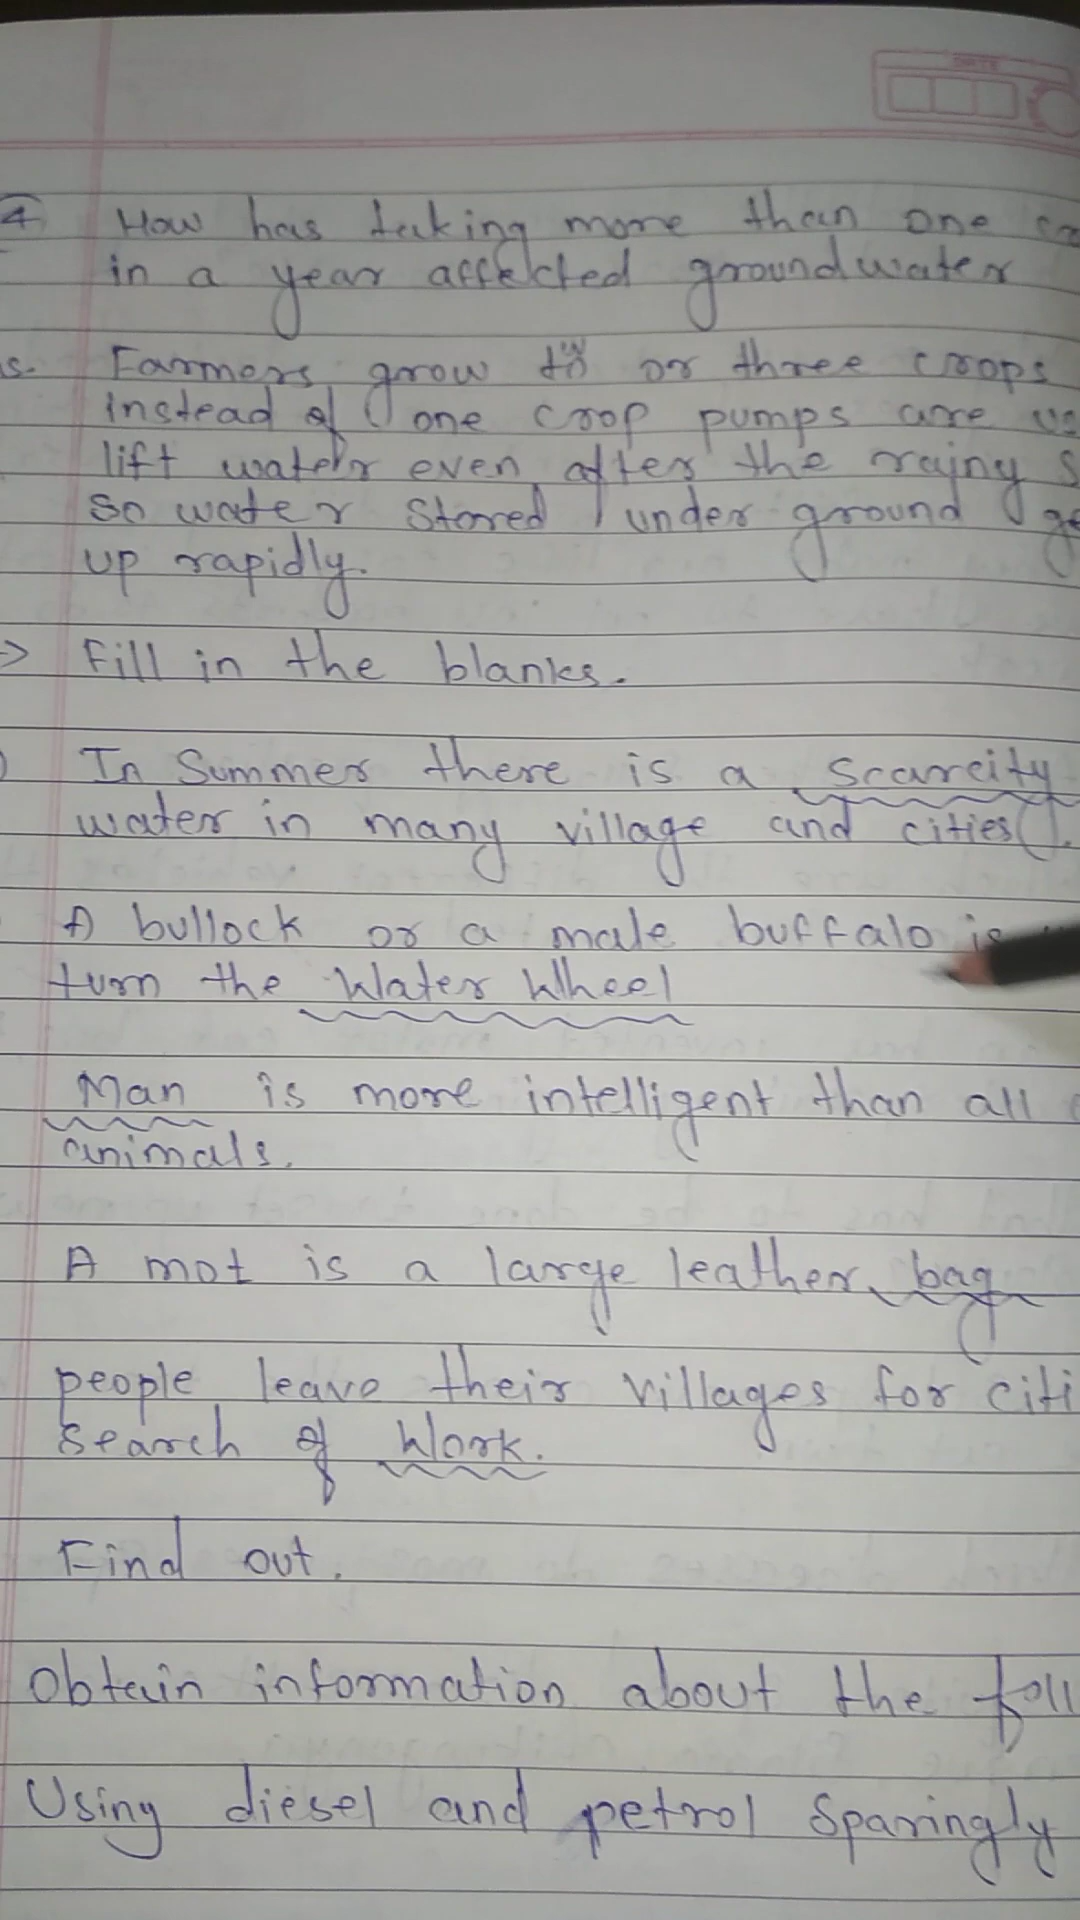 DATE
4 How has taking more than one
in a year affected groundwater
s. Farmers grow two or three crops
instead of one crop pumps are
lift water even after the rainy
so water stored under ground
up rapidly.
→ Fill in the blanks.
In Summer there is a scarcity
water in many village and cities.
A bullock or a male buffalo is
turn the Water Wheel
Man is more intelligent than all
animals.
A mot is a large leather bag
people leave their villages for citi
search of Work.
Find out.
Obtain information about the foll
Using diesel and petrol sparingly